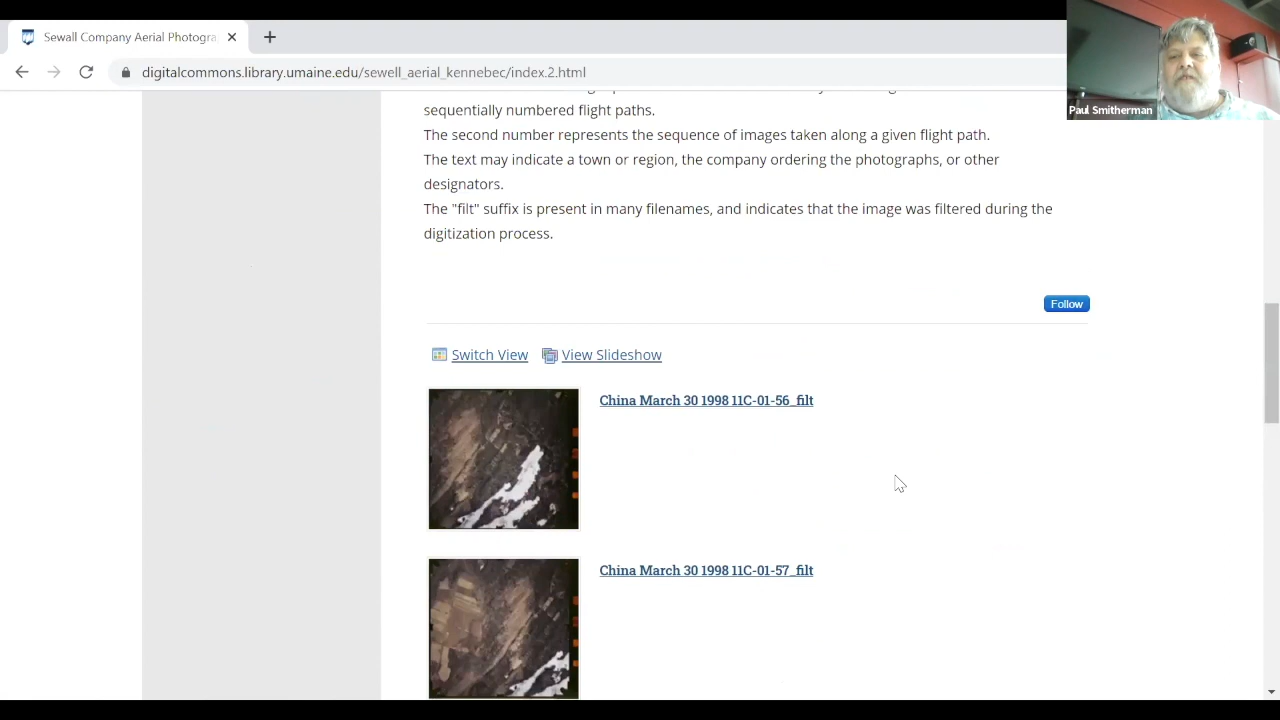 Sewall Company Aerial Photogra
digitalcommons.library.umaine.edu/sewell_aerial_kennebec/index.2.html
Paul Smitherman
sequentially numbered flight paths.
The second number represents the sequence of images taken along a given flight path.
The text may indicate a town or region, the company ordering the photographs, or other
designators.
The "filt" suffix is present in many filenames, and indicates that the image was filtered during the
digitization process.
Follow
Switch View View Slideshow
China March 30 1998 11C-01-56_filt
China March 30 1998 11C-01-57_filt